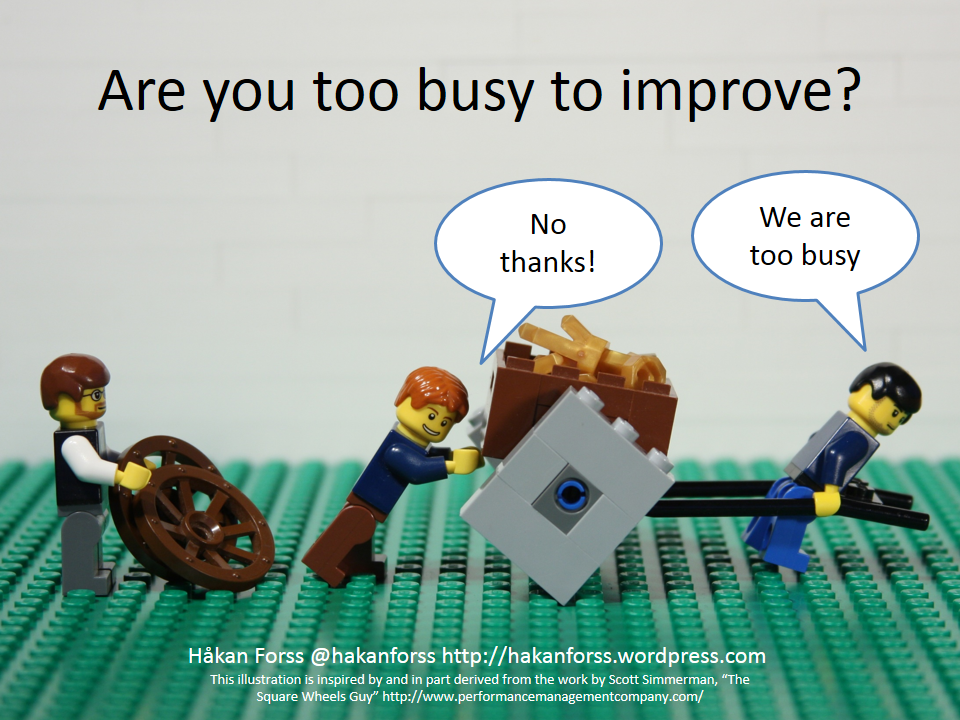 Are you too busy to improve?
No
thanks!
We are
too busy
Håkan Forss @hakanforss http://hakanforss.wordpress.com
This illustration is inspired by and in part derived from the work by Scott Simmerman, “The
Square Wheels Guy” http://www.performancemanagementcompany.com/